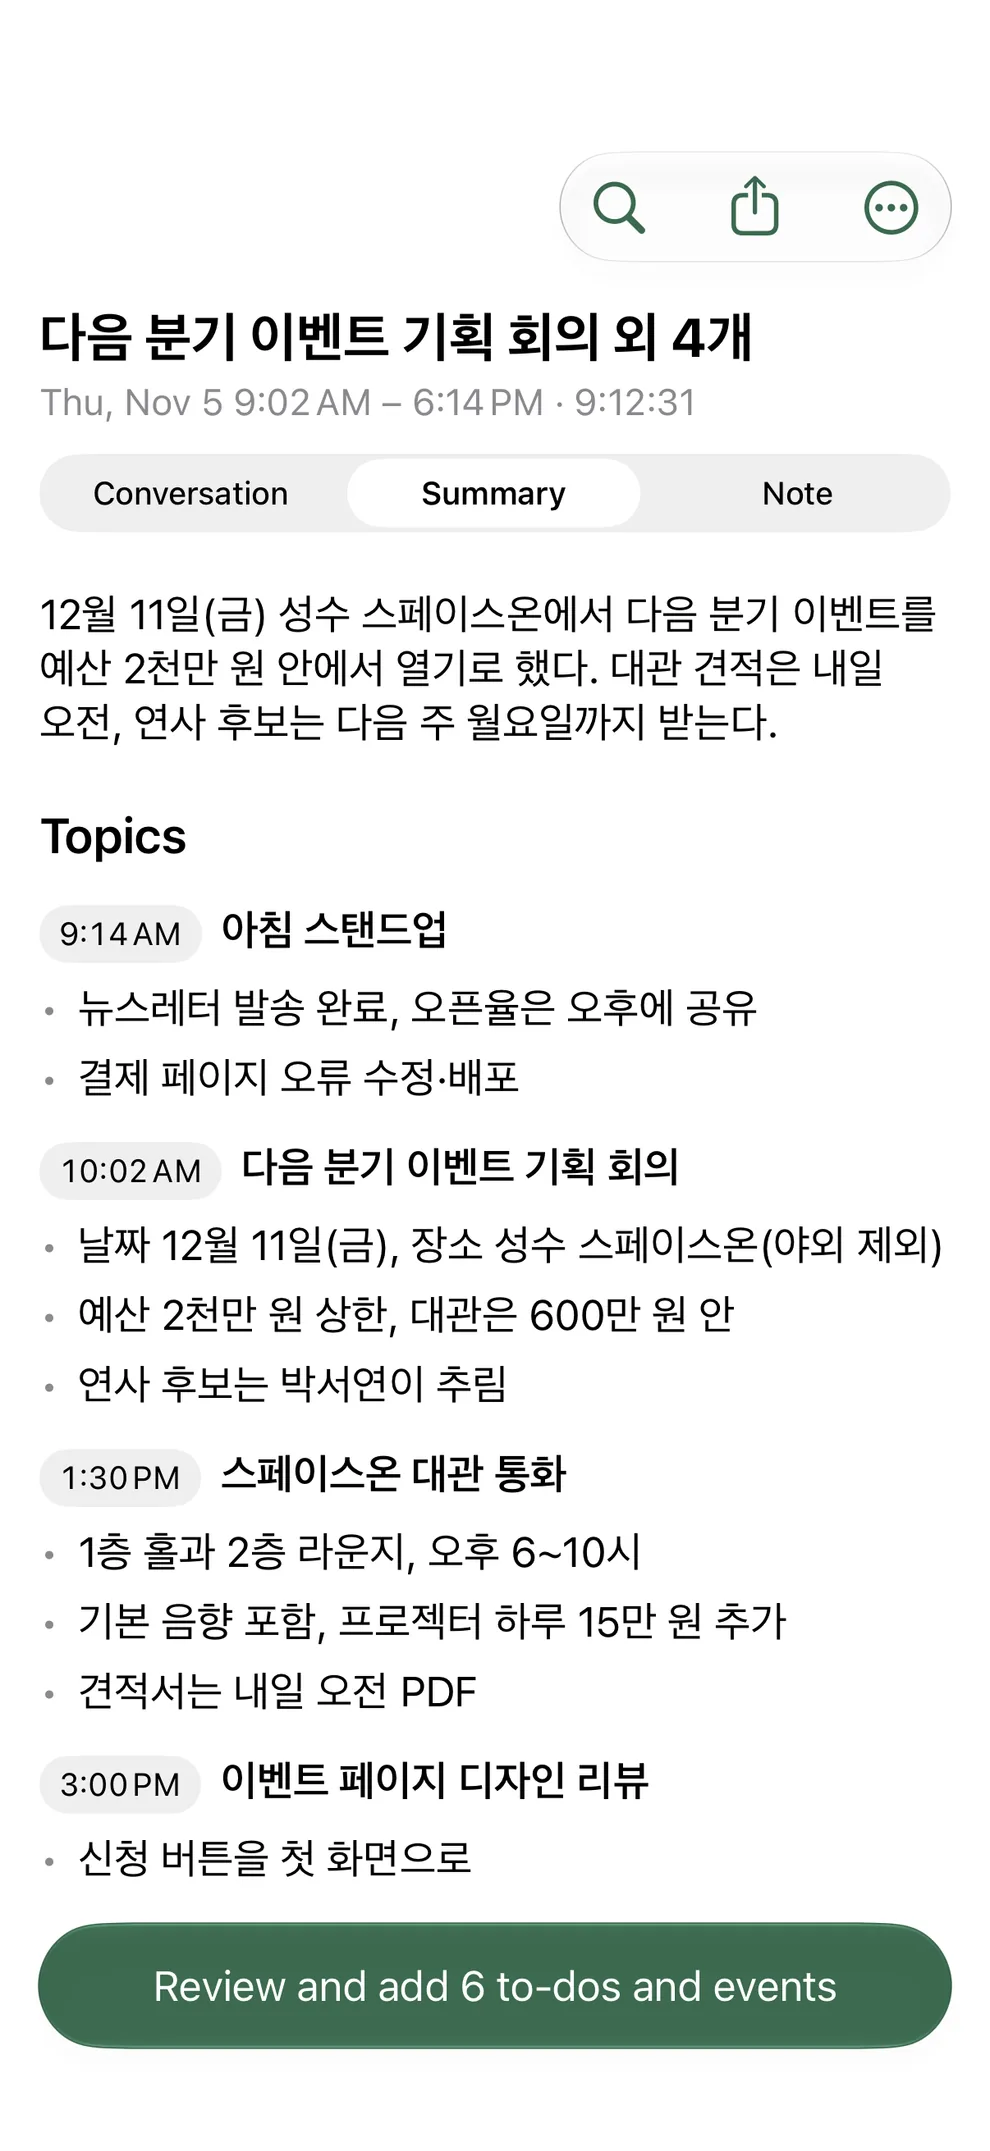 다음 분기 이벤트 기획 회의 외 4개
Thu, Nov 5 9:02 AM – 6:14 PM · 9:12:31
Conversation
Summary
Note
12월 11일(금) 성수 스페이스온에서 다음 분기 이벤트를
예산 2천만 원 안에서 열기로 했다. 대관 견적은 내일
오전, 연사 후보는 다음 주 월요일까지 받는다.
Topics
9:14 AM 아침 스탠드업
• 뉴스레터 발송 완료, 오픈율은 오후에 공유
• 결제 페이지 오류 수정·배포
10:02 AM 다음 분기 이벤트 기획 회의
• 날짜 12월 11일(금), 장소 성수 스페이스온(야외 제외)
• 예산 2천만 원 상한, 대관은 600만 원 안
• 연사 후보는 박서연이 추림
1:30 PM 스페이스온 대관 통화
• 1층 홀과 2층 라운지, 오후 6~10시
• 기본 음향 포함, 프로젝터 하루 15만 원 추가
• 견적서는 내일 오전 PDF
3:00 PM 이벤트 페이지 디자인 리뷰
• 신청 버튼을 첫 화면으로
Review and add 6 to-dos and events